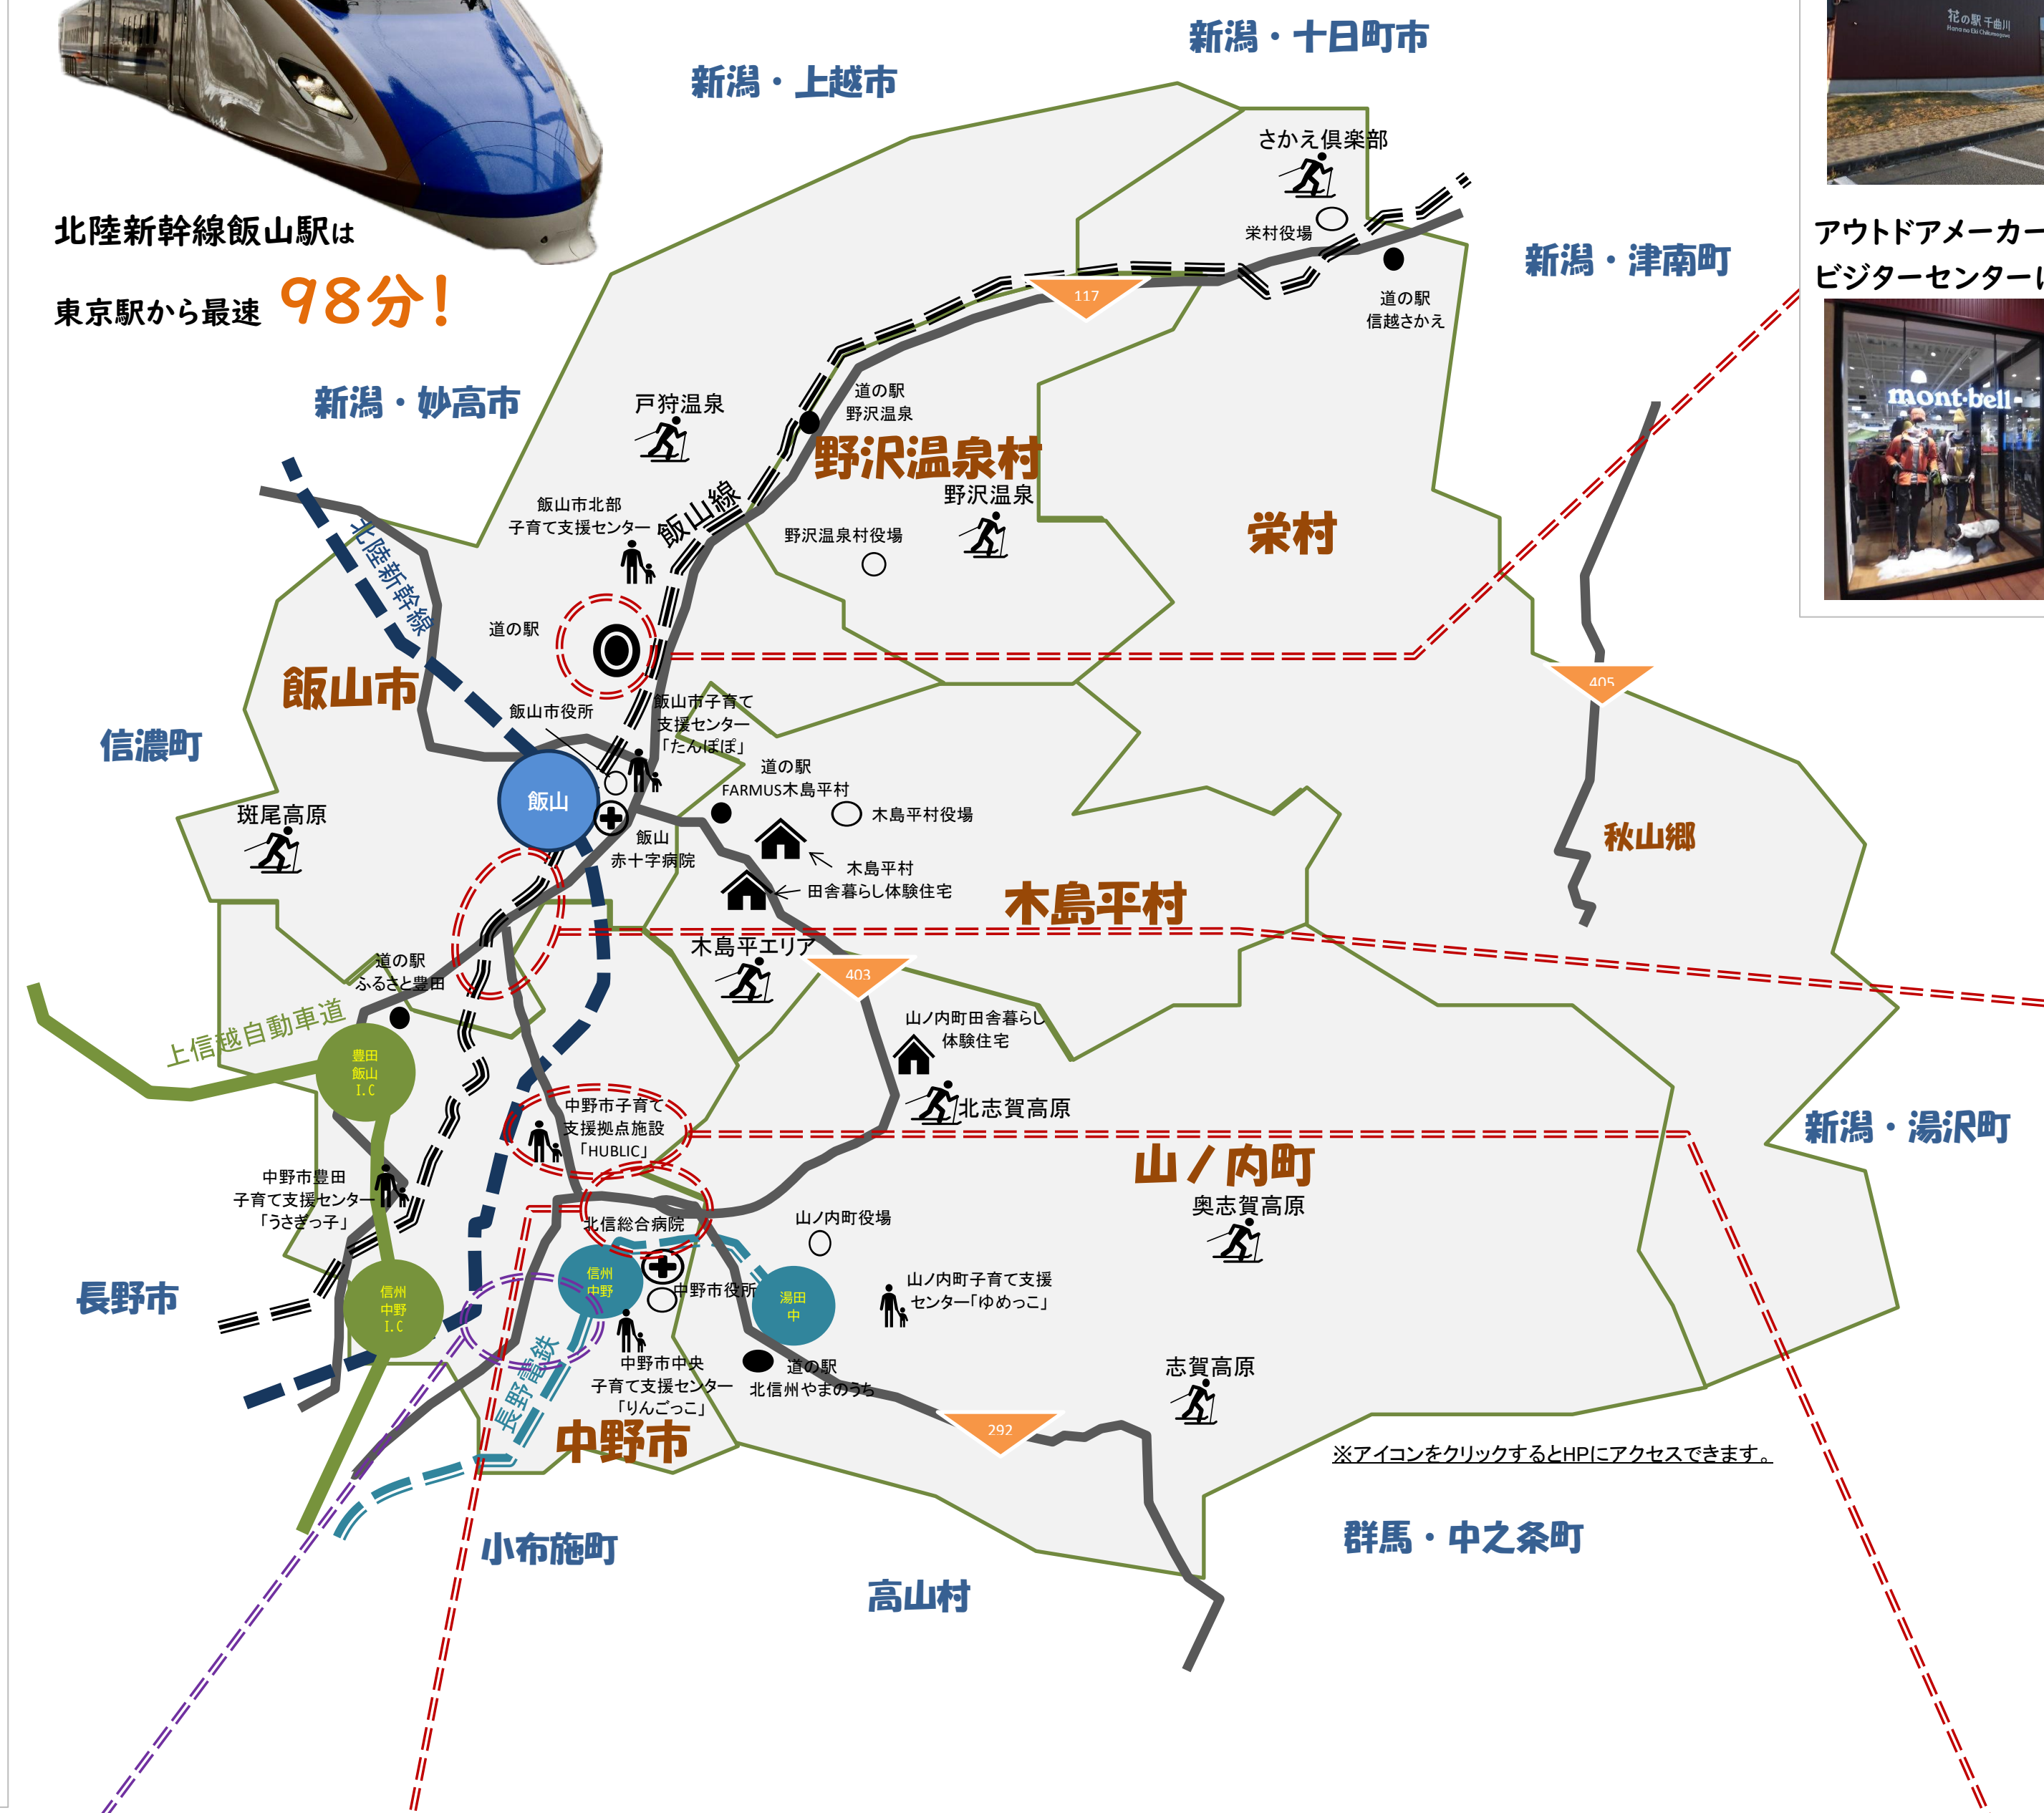 花の駅 千曲川
Hana no Eki Chikumagawa
新潟・十日町市
新潟・上越市
さかえ倶楽部
北陸新幹線飯山駅は
東京駅から最速 98分！
栄村役場
新潟・津南町
アウトドアメーカー
ビジターセンターに
道の駅
信越さかえ
117
新潟・妙高市
戸狩温泉
道の駅
野沢温泉
mont-bell
野沢温泉村
野沢温泉
飯山市北部
子育て支援センター
飯山線
野沢温泉村役場
栄村
北陸新幹線
道の駅
飯山市
405
飯山市役所
飯山市子育て
支援センター
「たんぽぽ」
信濃町
道の駅
FARMUS木島平村
飯山
木島平村役場
斑尾高原
飯山
赤十字病院
秋山郷
木島平村
田舎暮らし体験住宅
木島平村
木島平エリア
403
道の駅
ふるさと豊田
上信越自動車道
山ノ内町田舎暮らし
体験住宅
豊田
飯山
I.C
北志賀高原
中野市子育て
支援拠点施設
「HUBLIC」
新潟・湯沢町
山ノ内町
中野市豊田
子育て支援センター
「うさぎっ子」
奥志賀高原
北信総合病院
山ノ内町役場
長野市
信州
中野
I.C
信州
中野
中野市役所
湯田
中
山ノ内町子育て支援
センター「ゆめっこ」
長野電鉄
中野市中央
子育て支援センター
「りんごっこ」
道の駅
北信州やまのうち
志賀高原
中野市
292
※アイコンをクリックするとHPにアクセスできます。
小布施町
群馬・中之条町
高山村